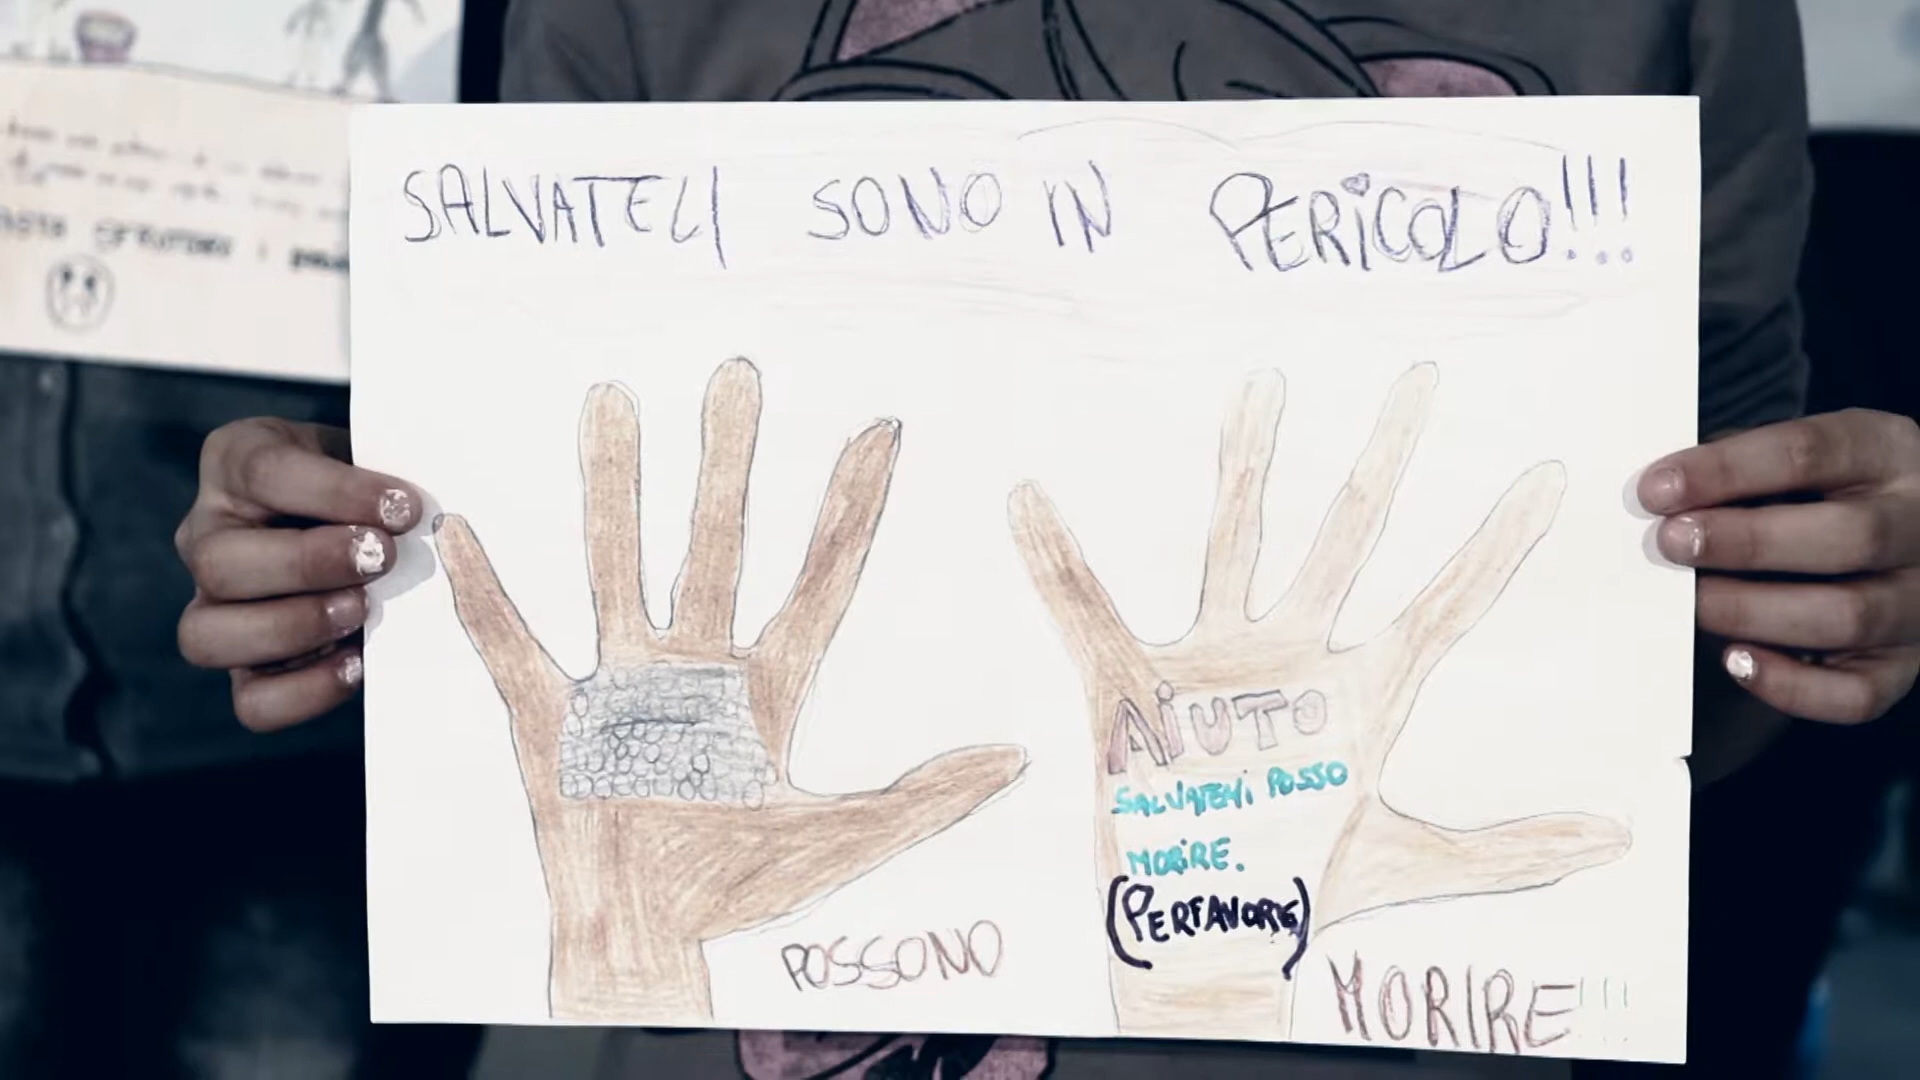 SALVATELI SONO IN PERICOLO!!!
AIUTO
SALVATEMI POSSO
MORIRE.
(PERFAVORE)
POSSONO
MORIRE!!!